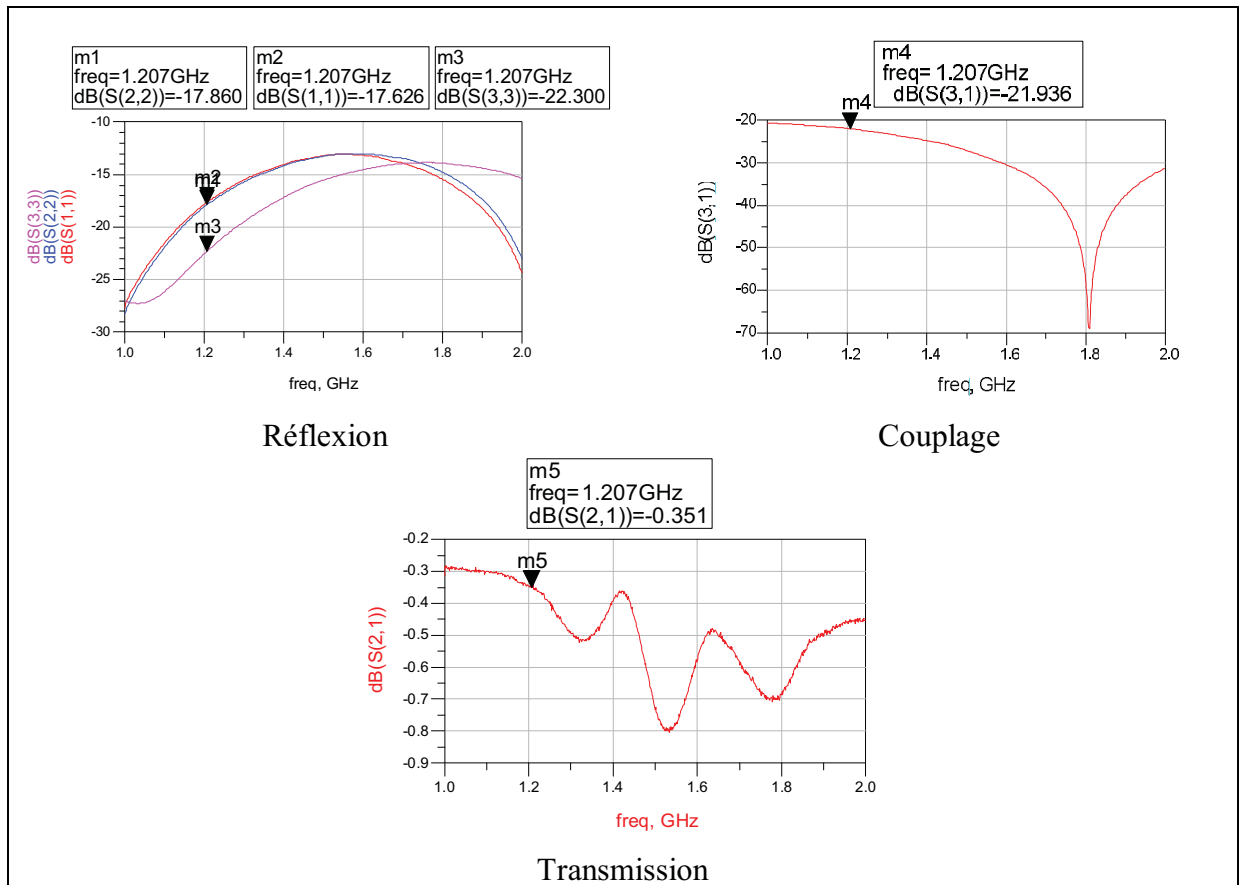 m1
freq=1.207GHz
dB(S(2,2))=-17.860
m2
freq=1.207GHz
dB(S(1,1))=-17.626
m3
freq=1.207GHz
dB(S(3,3))=-22.300
-10
-15
-20
-25
-30
m2
m3
1.0
1.2
1.4
1.6
1.8
2.0
freq, GHz
dB(S(3,3))
dB(S(2,2))
dB(S(1,1))
Réflexion
m4
freq= 1.207GHz
dB(S(3,1))=-21.936
m4
-20
-30
-40
-50
-60
-70
1.0
1.2
1.4
1.6
1.8
2.0
freq, GHz
dB(S(3,1))
Couplage
m5
freq= 1.207GHz
dB(S(2,1))=-0.351
m5
-0.2
-0.3
-0.4
-0.5
-0.6
-0.7
-0.8
-0.9
1.0
1.2
1.4
1.6
1.8
2.0
freq, GHz
dB(S(2,1))
Transmission